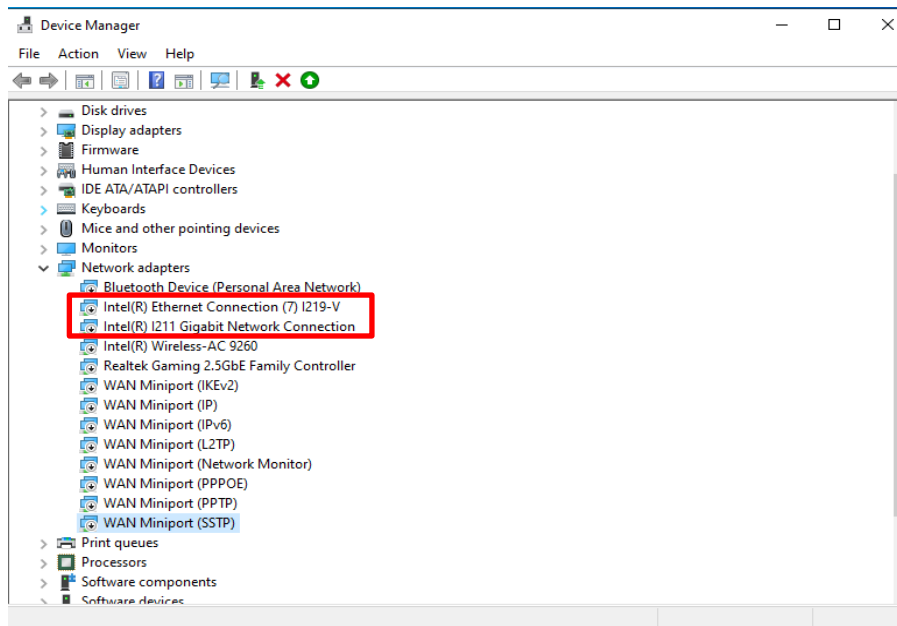 Device Manager
File Action View Help
Disk drives
Display adapters
Firmware
Human Interface Devices
IDE ATA/ATAPI controllers
Keyboards
Mice and other pointing devices
Monitors
Network adapters
Bluetooth Device (Personal Area Network)
Intel(R) Ethernet Connection (7) I219-V
Intel(R) I211 Gigabit Network Connection
Intel(R) Wireless-AC 9260
Realtek Gaming 2.5GbE Family Controller
WAN Miniport (IKEv2)
WAN Miniport (IP)
WAN Miniport (IPv6)
WAN Miniport (L2TP)
WAN Miniport (Network Monitor)
WAN Miniport (PPPOE)
WAN Miniport (PPTP)
WAN Miniport (SSTP)
Print queues
Processors
Software components
Software devices